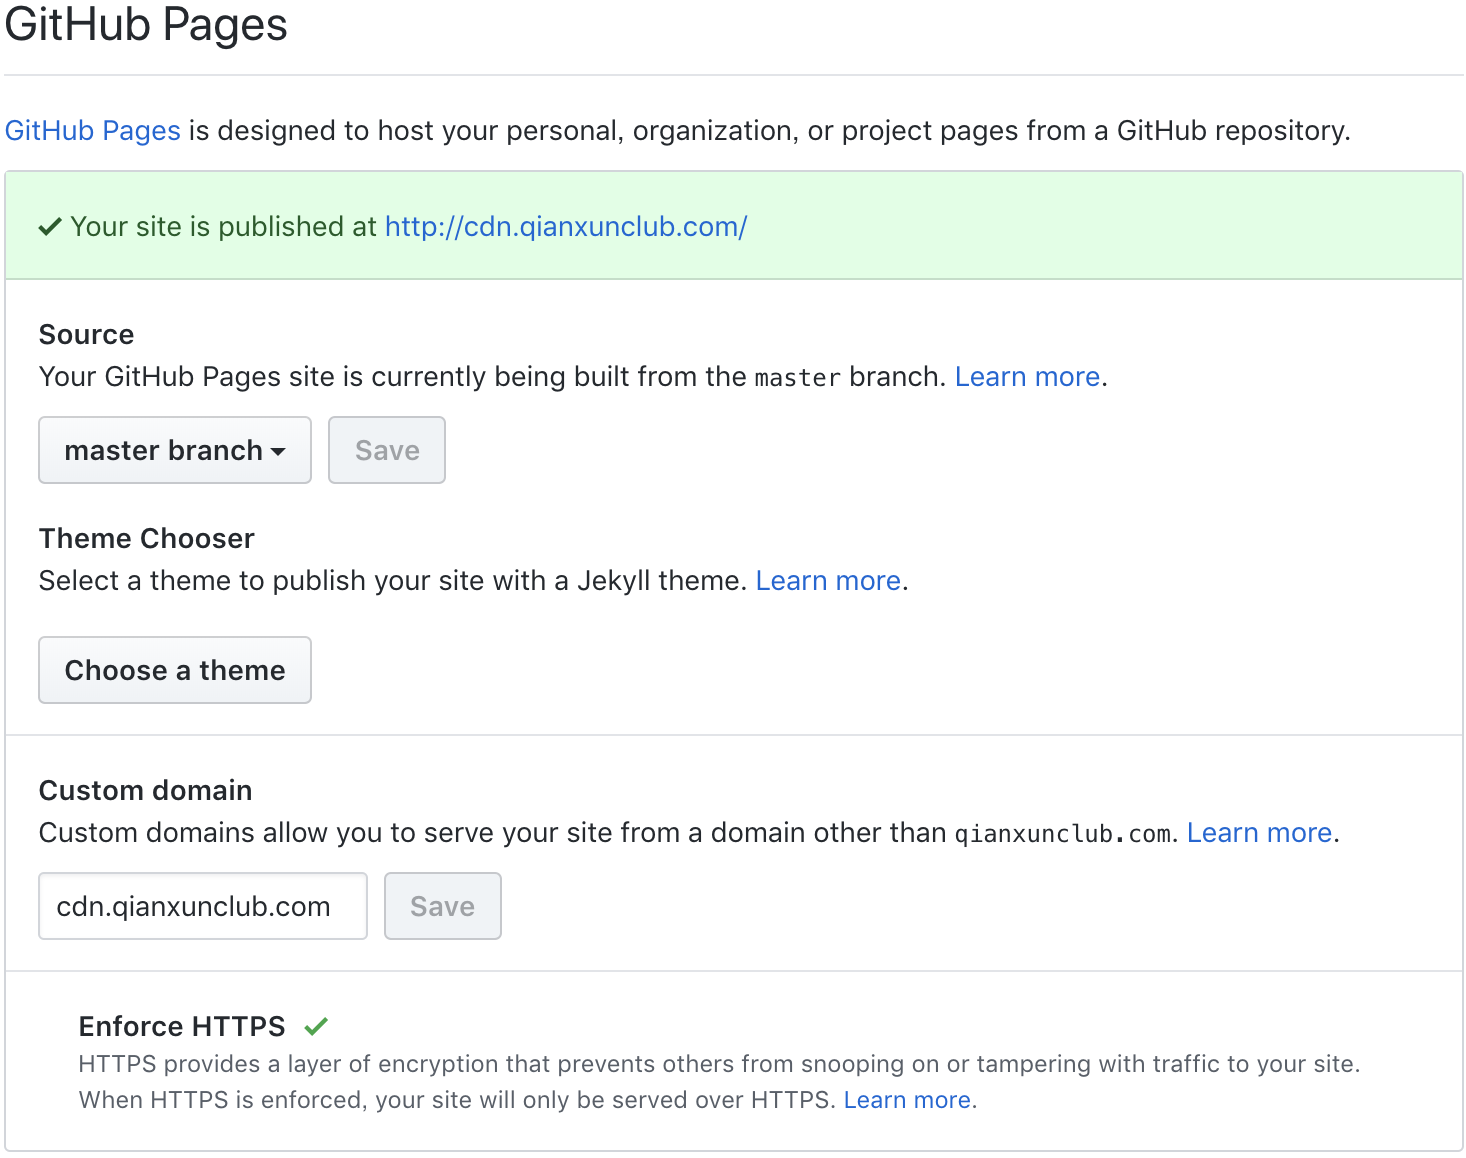 GitHub Pages
GitHub Pages is designed to host your personal, organization, or project pages from a GitHub repository.
Your site is published at http://cdn.qianxunclub.com/
Source
Your GitHub Pages site is currently being built from the master branch. Learn more.
master branch Save
Theme Chooser
Select a theme to publish your site with a Jekyll theme. Learn more.
Choose a theme
Custom domain
Custom domains allow you to serve your site from a domain other than qianxunclub.com. Learn more.
cdn.qianxunclub.com Save
Enforce HTTPS
HTTPS provides a layer of encryption that prevents others from snooping on or tampering with traffic to your site.
When HTTPS is enforced, your site will only be served over HTTPS. Learn more.